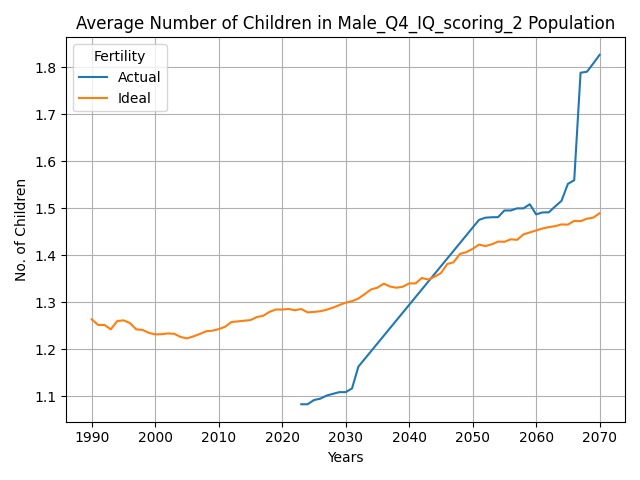 Average Number of Children in Male_Q4_IQ_scoring_2 Population
Fertility
Actual
Ideal
No. of Children
1.8
1.7
1.6
1.5
1.4
1.3
1.2
1.1
1990 2000 2010 2020 2030 2040 2050 2060 2070
Years